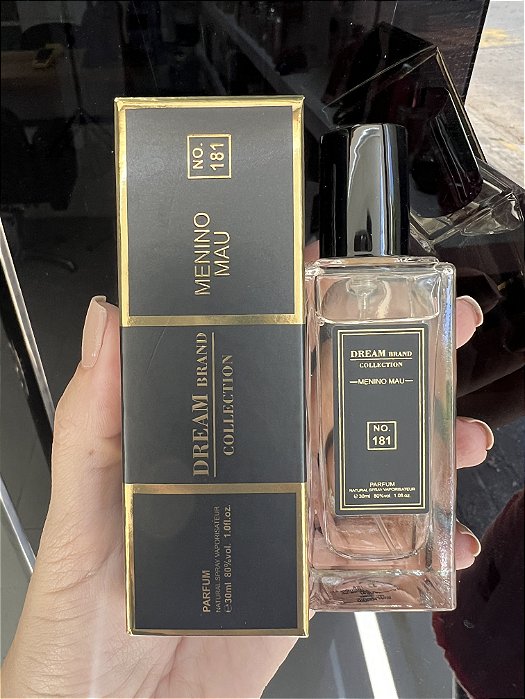 NO.
181
MENINO
MAU
DREAM BRAND
COLLECTION
PARFUM
NATURAL SPRAY VAPORISATEUR
℮30ml 80%vol. 1.0fl.oz.
DREAM BRAND
COLLECTION
MENINO MAU
NO.
181
PARFUM
NATURAL SPRAY VAPORISATEUR
℮30ml 80%vol. 1.0fl.oz